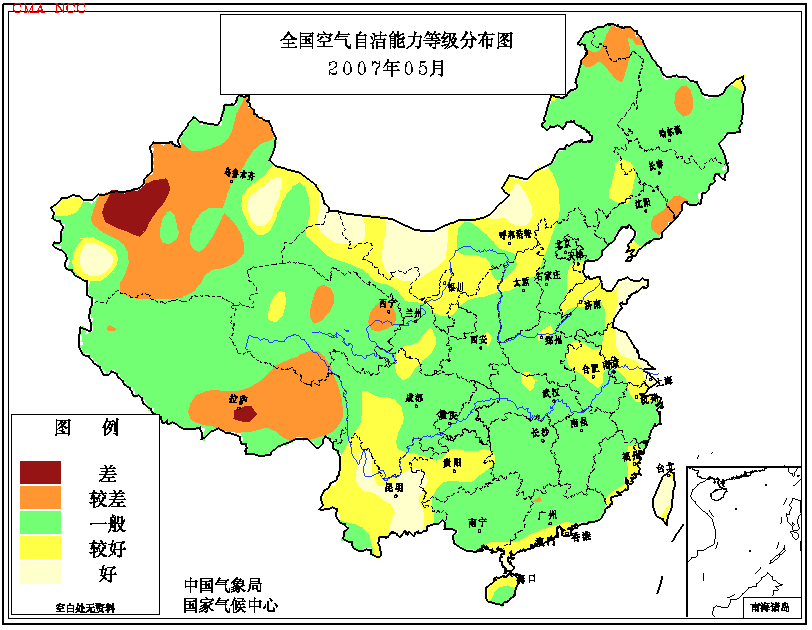 CMA NCC
全国空气自洁能力等级分布图
2007年05月
哈尔滨
长春
乌鲁木齐
沈阳
呼和浩特
北京
天津
银川
太原
石家庄
西宁
兰州
济南
西安
郑州
合肥
南京
上海
拉萨
成都
重庆
武汉
杭州
长沙
南昌
贵阳
福州
昆明
台北
南宁
广州
澳门
香港
海口
图 例
差
较差
一般
较好
好
空白处无资料
中国气象局
国家气候中心
南海诸岛